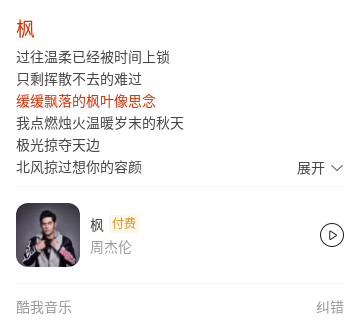 枫
过往温柔已经被时间上锁
只剩挥散不去的难过
缓缓飘落的枫叶像思念
我点燃烛火温暖岁末的秋天
极光掠夺天边
北风掠过想你的容颜
展开
枫 付费
周杰伦
酷我音乐
纠错